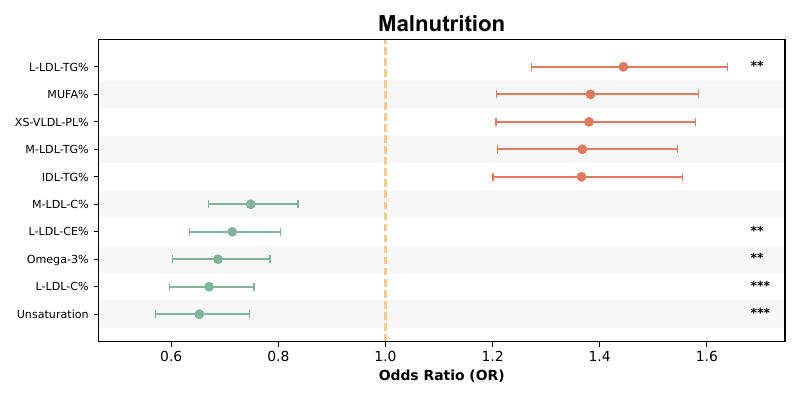 Malnutrition
L-LDL-TG% **
MUFA%
XS-VLDL-PL%
M-LDL-TG%
IDL-TG%
M-LDL-C%
L-LDL-CE% **
Omega-3% **
L-LDL-C% ***
Unsaturation ***
0.6 0.8 1.0 1.2 1.4 1.6
Odds Ratio (OR)